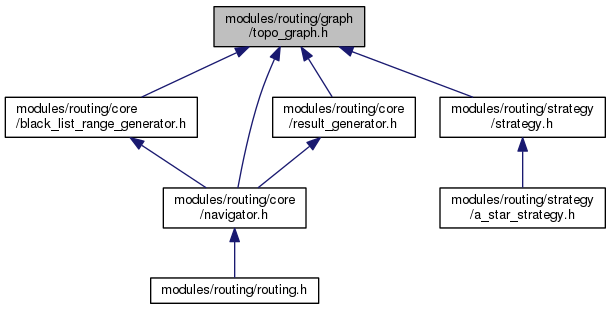 modules/routing/graph
/topo_graph.h
modules/routing/core
/black_list_range_generator.h
modules/routing/core
/result_generator.h
modules/routing/strategy
/strategy.h
modules/routing/core
/navigator.h
modules/routing/strategy
/a_star_strategy.h
modules/routing/routing.h